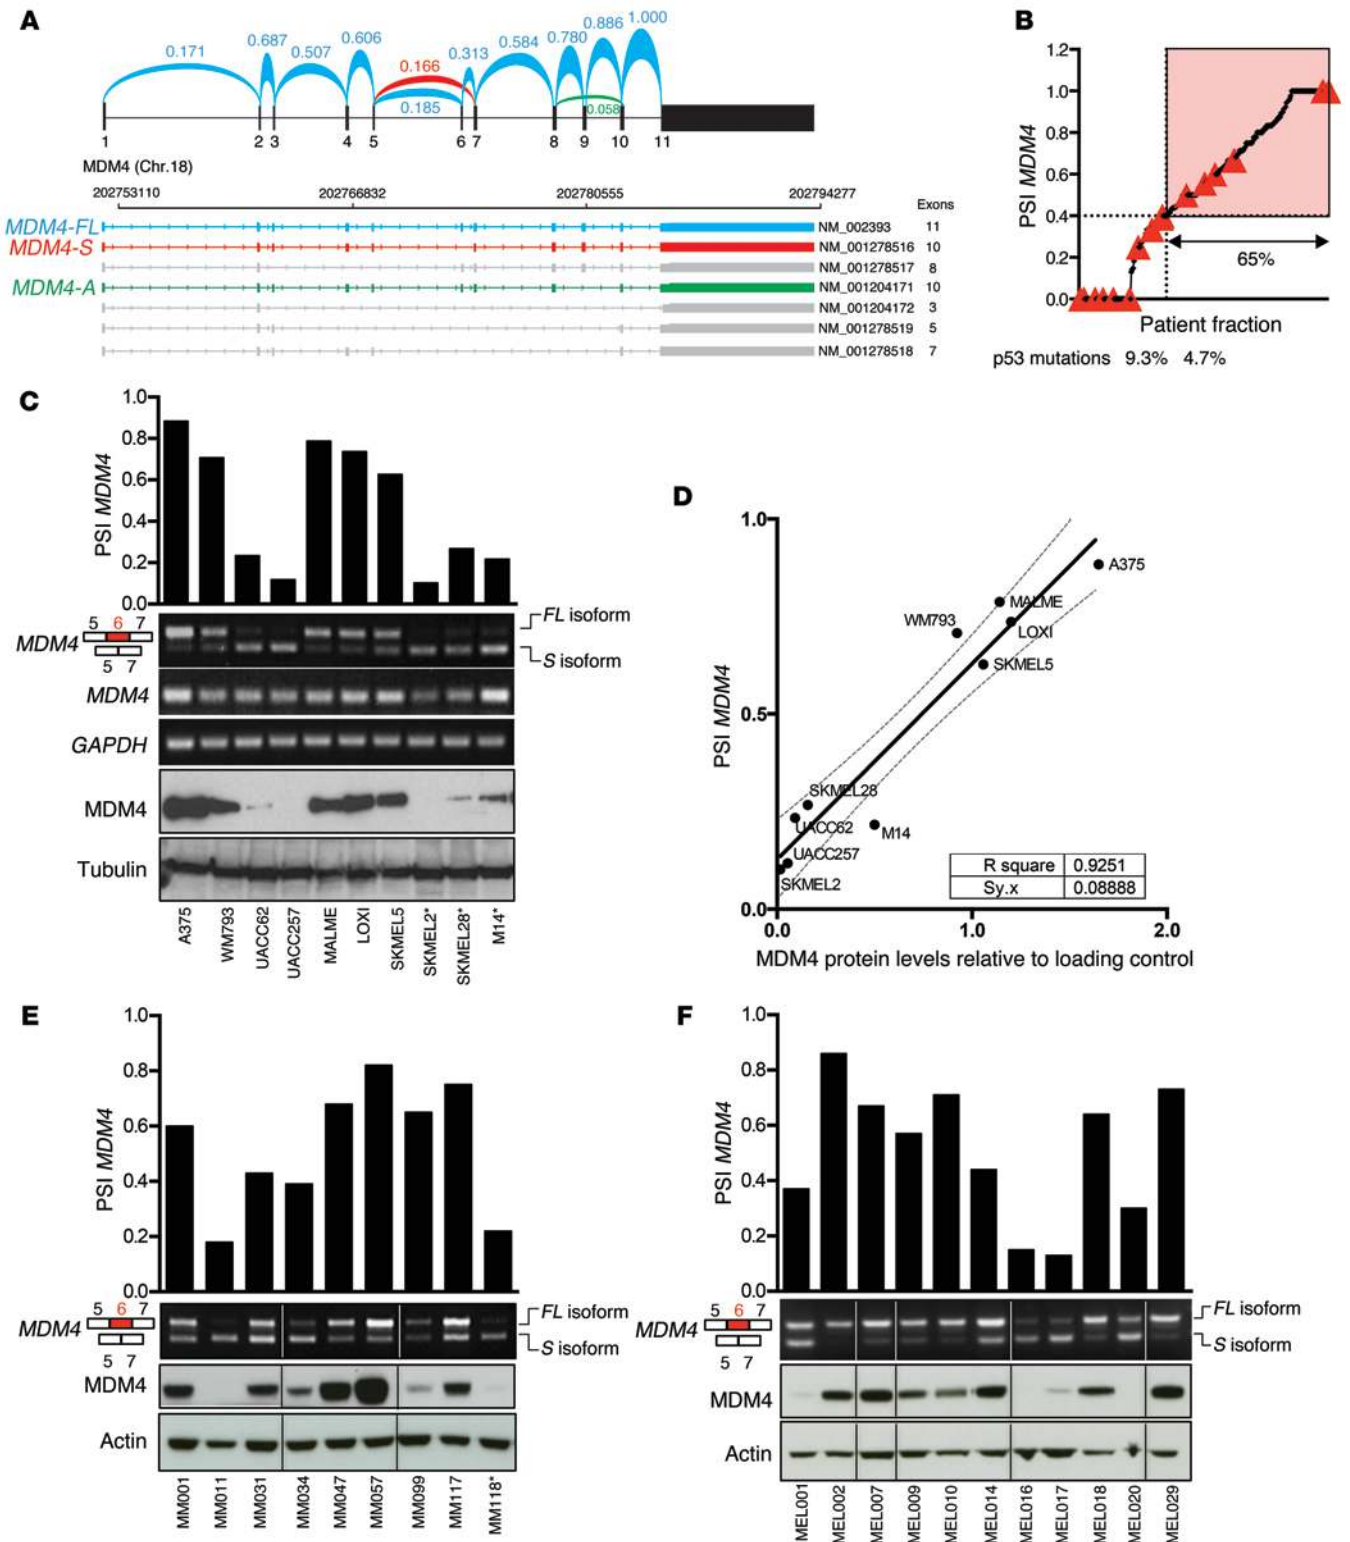 A
0.171
0.687
0.507
0.606
0.166
0.185
0.313
0.584
0.780
0.886
1.000
0.058
1 2 3 4 5 6 7 8 9 10 11
MDM4 (Chr.18)
202753110 202766832 202780555 202794277
Exons
MDM4-FL NM_002393 11
MDM4-S NM_001278516 10
NM_001278517 8
MDM4-A NM_001204171 10
NM_001204172 3
NM_001278519 5
NM_001278518 7
B
PSI MDM4
1.2
1.0
0.8
0.6
0.4
0.2
0.0
65%
Patient fraction
p53 mutations 9.3% 4.7%
C
PSI MDM4
1.0
0.8
0.6
0.4
0.2
0.0
5 6 7
MDM4
5 7
FL isoform
S isoform
MDM4
GAPDH
MDM4
Tubulin
A375
WM793
UACC62
UACC257
MALME
LOXI
SKMEL5
SKMEL2*
SKMEL28*
M14*
D
PSI MDM4
1.0
0.5
0.0
A375
MALME
WM793
LOXI
SKMEL5
SKMEL28
UACC62
M14
UACC257
SKMEL2
R square 0.9251
Sy.x 0.08888
0.0 1.0 2.0
MDM4 protein levels relative to loading control
E
PSI MDM4
1.0
0.8
0.6
0.4
0.2
0.0
5 6 7
MDM4
5 7
FL isoform
S isoform
MDM4
Actin
MM001
MM011
MM031
MM034
MM047
MM057
MM099
MM117
MM118*
F
PSI MDM4
1.0
0.8
0.6
0.4
0.2
0.0
5 6 7
MDM4
5 7
FL isoform
S isoform
MDM4
Actin
MEL001
MEL002
MEL007
MEL009
MEL010
MEL014
MEL016
MEL017
MEL018
MEL020
MEL029